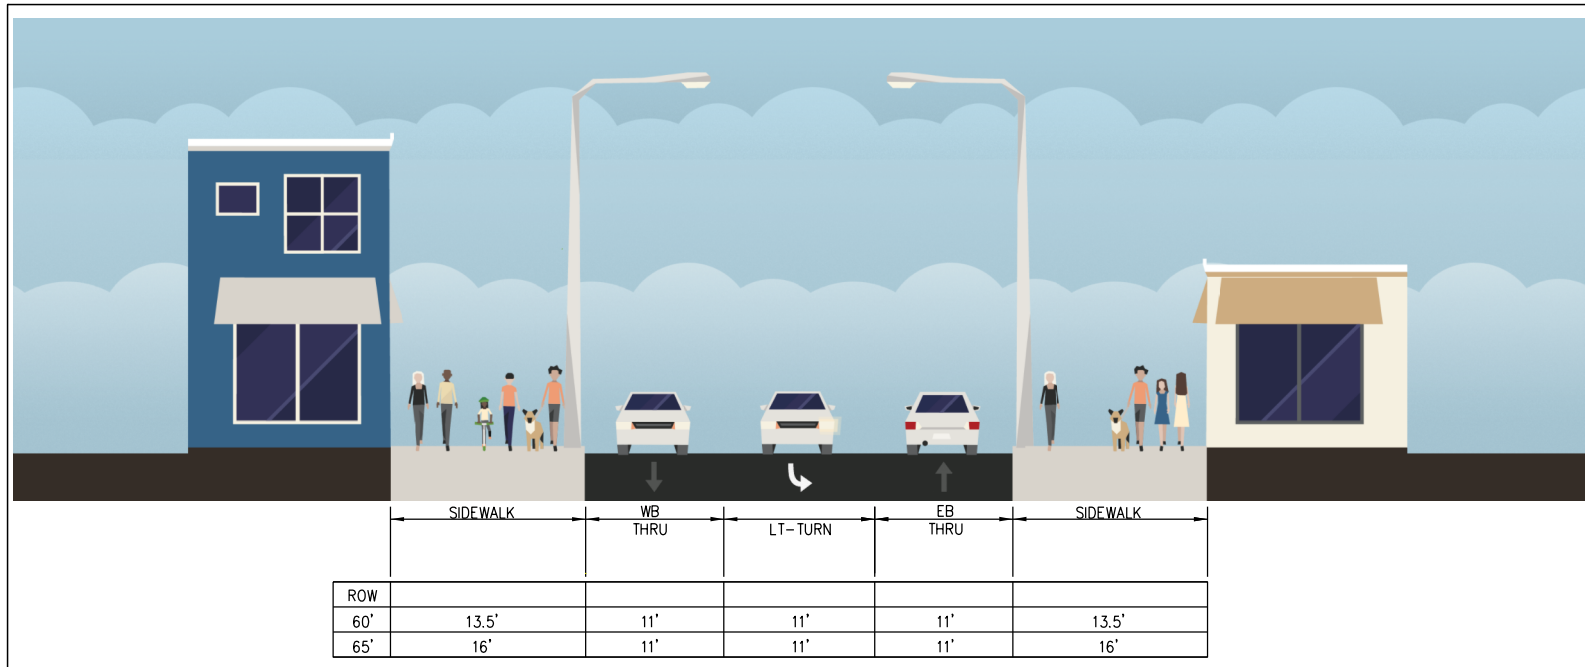 SIDEWALK WB EB SIDEWALK
THRU LT-TURN THRU
ROW
60' 13.5' 11' 11' 11' 13.5'
65' 16' 11' 11' 11' 16'